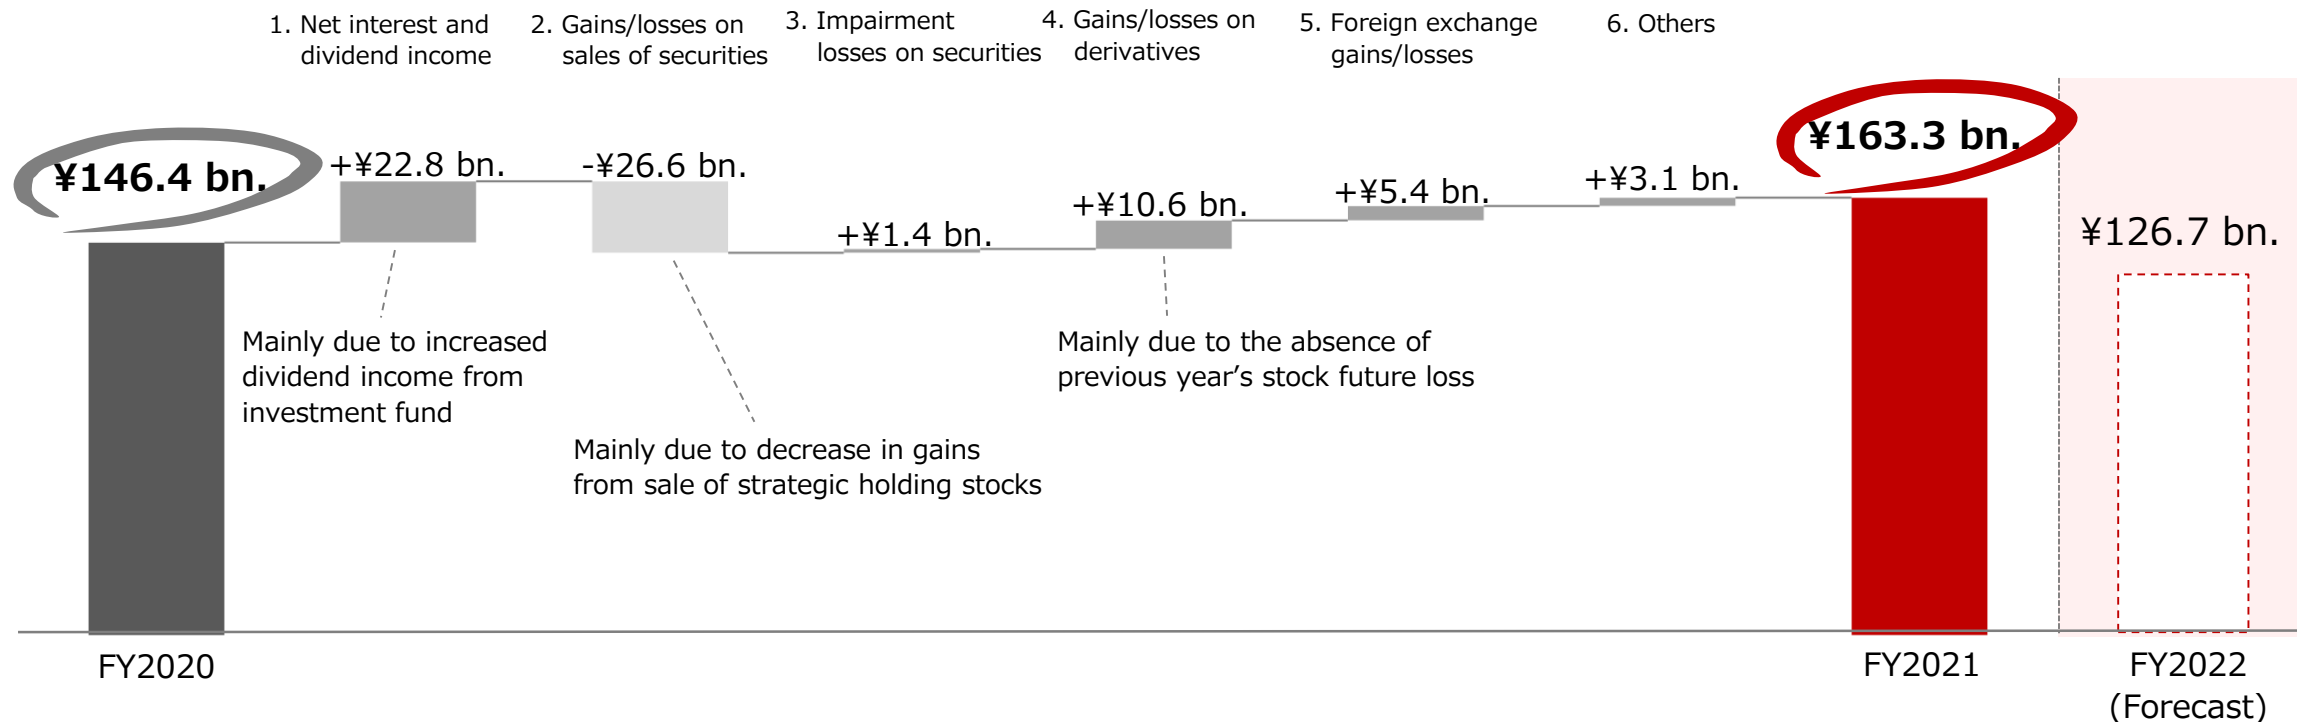 1. Net interest and
dividend income
2. Gains/losses on
sales of securities
3. Impairment
losses on securities
4. Gains/losses on
derivatives
5. Foreign exchange
gains/losses
6. Others
¥146.4 bn.
+¥22.8 bn.
-¥26.6 bn.
+¥1.4 bn.
+¥10.6 bn.
+¥5.4 bn.
+¥3.1 bn.
¥163.3 bn.
¥126.7 bn.
Mainly due to increased
dividend income from
investment fund
Mainly due to decrease in gains
from sale of strategic holding stocks
Mainly due to the absence of
previous year’s stock future loss
FY2020
FY2021
FY2022
(Forecast)